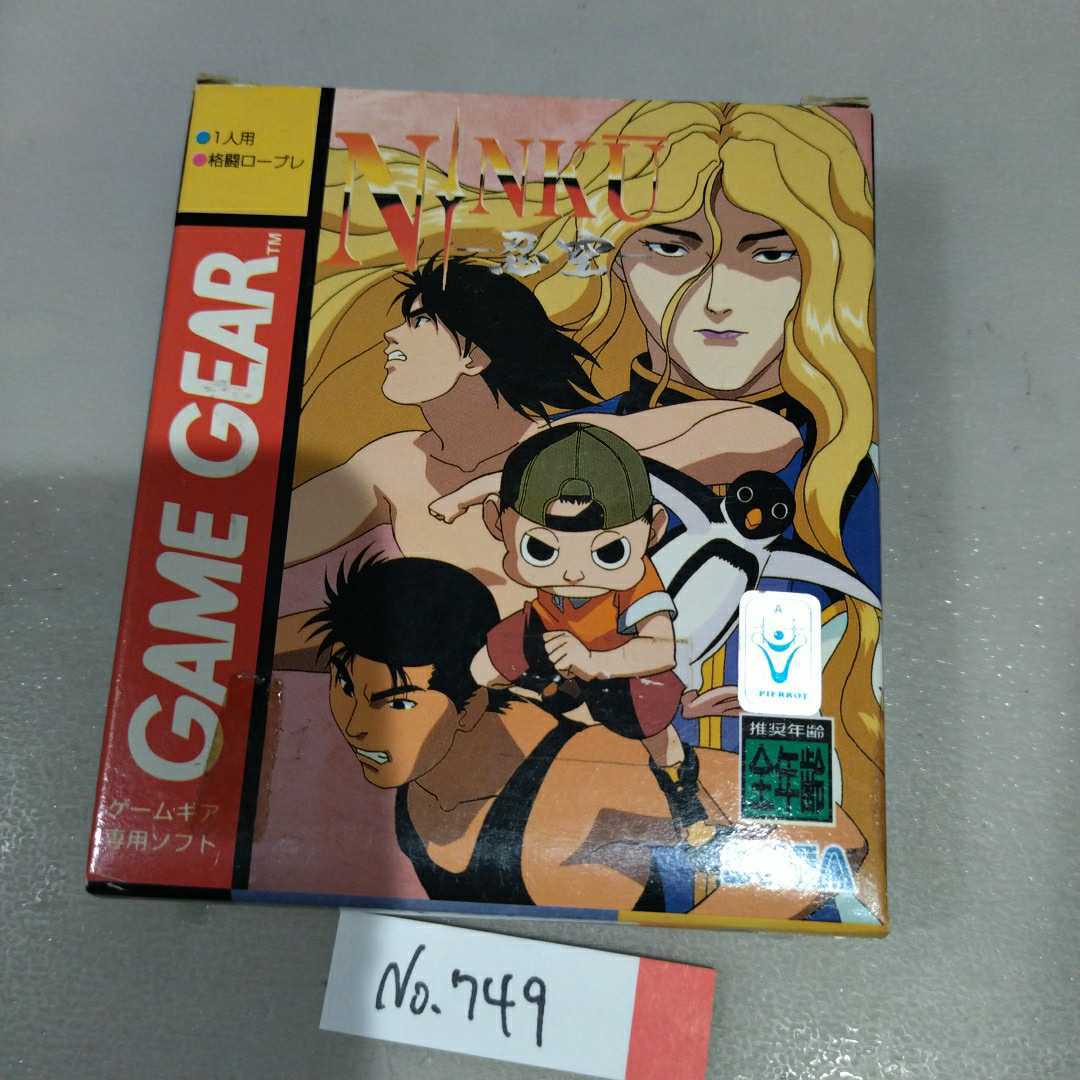 ●1人用
●格闘ロープレ
NINKU
忍空
GAME GEAR™
ゲームギア
専用ソフト
A
PIERROT
推奨年齢
全年齢
SEGA
No.749